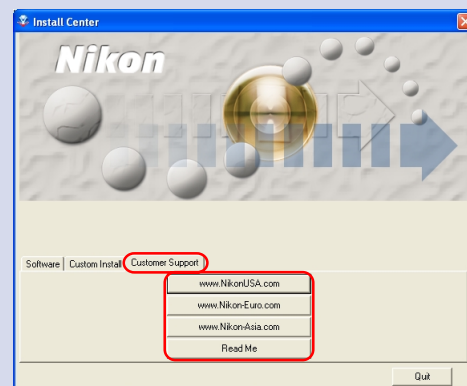 Install Center
Nikon
Software Custom Install Customer Support
www.NikonUSA.com
www.Nikon-Euro.com
www.Nikon-Asia.com
Read Me
Quit